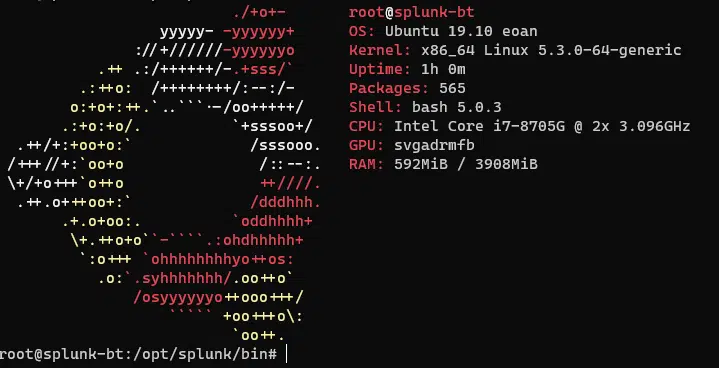 ./+o+-
yyyyy- -yyyyyy+
://+//////-yyyyyyo
.++ .:/++++++/-.+sss/`
.:++o: /++++++++/:--:/-
o:+o+:++.`..```.-/oo+++++/
.:+o:+o/. `+sssoo+/
.++/+:+oo+o:` /sssooo.
/+++//+:`oo+o /::--:.
\+/+o+++`o++o ++////.
.++.o+++oo+:` /dddhhh.
.+.o+oo:. `oddhhhh+
\+.++o+o``-````.:ohdhhhhh+
`:o+++ `ohhhhhhhhyo++os:
.o:`.syhhhhhhh/.oo++o`
/osyyyyyyo++ooo+++/
````` +oo+++o\:
`oo++.
root@splunk-bt
OS: Ubuntu 19.10 eoan
Kernel: x86_64 Linux 5.3.0-64-generic
Uptime: 1h 0m
Packages: 565
Shell: bash 5.0.3
CPU: Intel Core i7-8705G @ 2x 3.096GHz
GPU: svgadrmfb
RAM: 592MiB / 3908MiB
root@splunk-bt:/opt/splunk/bin#